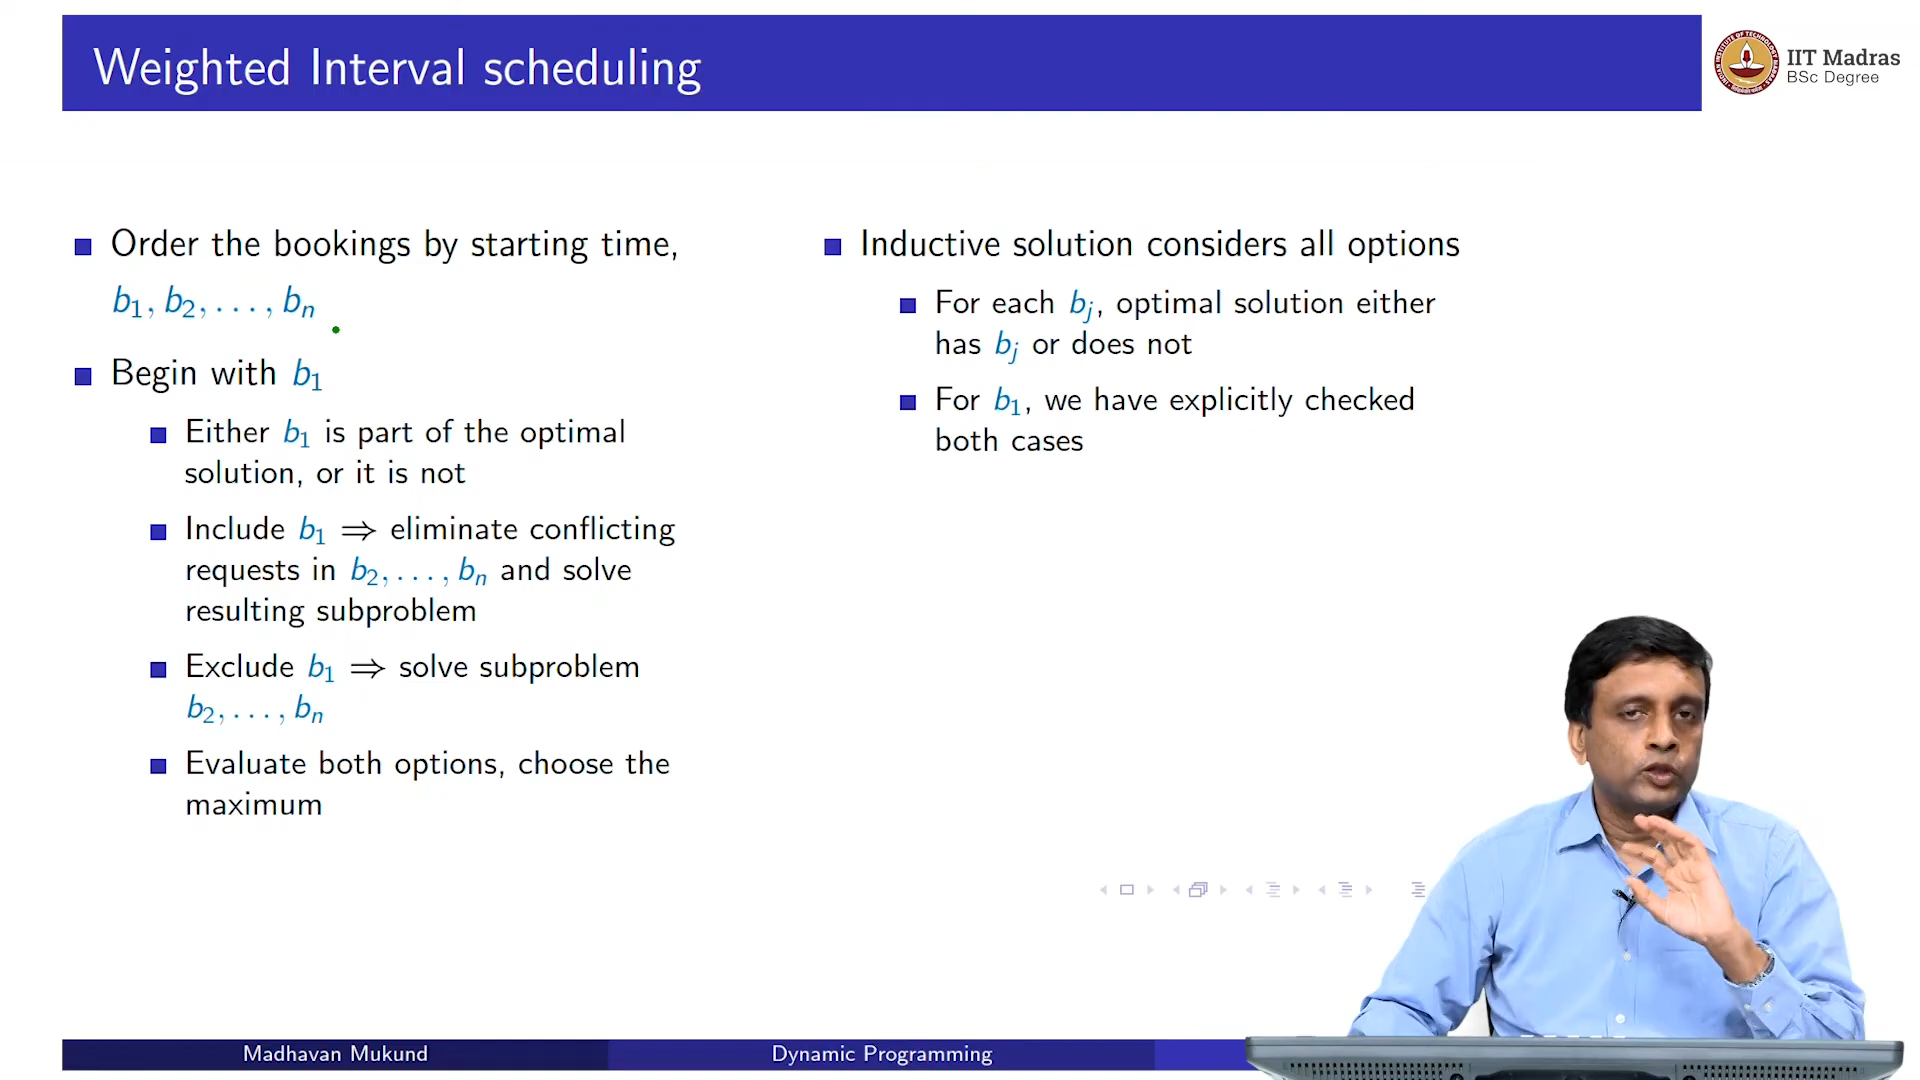 Weighted Interval scheduling
IIT Madras
BSc Degree
Order the bookings by starting time,
b₁, b₂, . . . , bₙ
Begin with b₁
Either b₁ is part of the optimal
solution, or it is not
Include b₁ ⇒ eliminate conflicting
requests in b₂, . . . , bₙ and solve
resulting subproblem
Exclude b₁ ⇒ solve subproblem
b₂, . . . , bₙ
Evaluate both options, choose the
maximum
Inductive solution considers all options
For each bⱼ, optimal solution either
has bⱼ or does not
For b₁, we have explicitly checked
both cases
Madhavan Mukund
Dynamic Programming